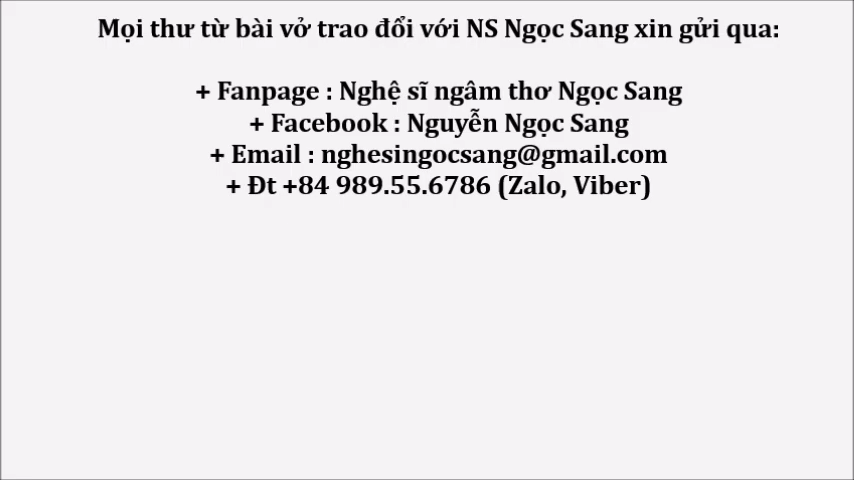 Mọi thư từ bài vở trao đổi với NS Ngọc Sang xin gửi qua:
+ Fanpage : Nghệ sĩ ngâm thơ Ngọc Sang
+ Facebook : Nguyễn Ngọc Sang
+ Email : nghesingocsang@gmail.com
+ Đt +84 989.55.6786 (Zalo, Viber)